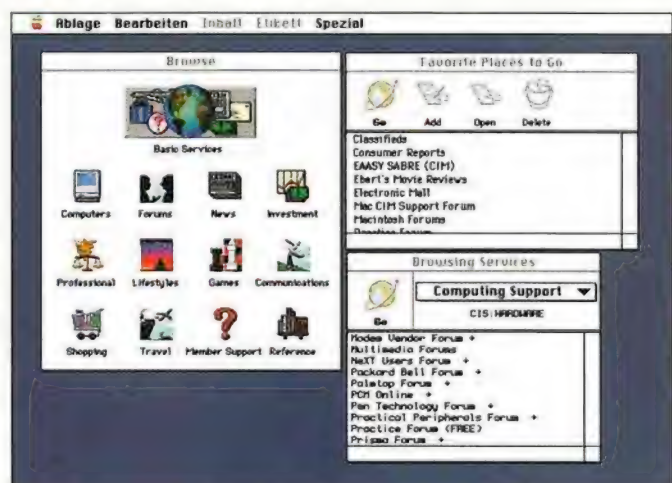 Ablage Bearbeiten Inhalt Etikett Spezial
Browse
Basic Services
Computers Forums News Investment
Professional Lifestyles Games Communications
Shopping Travel Member Support Reference
Favorite Places to Go
Go Add Open Delete
Classifieds
Consumer Reports
EAASY SABRE (CIM)
Ebert's Movie Reviews
Electronic Mall
Mac CIM Support Forum
Macintosh Forums
Practice Forum
Browsing Services
Go
Computing Support
CIS:HARDWARE
Modem Vendor Forum +
Multimedia Forums
NeXT Users Forum +
Packard Bell Forum +
Palmtop Forum +
PCM Online +
Pen Technology Forum +
Practical Peripherals Forum +
Practice Forum (FREE)
Prisma Forum +